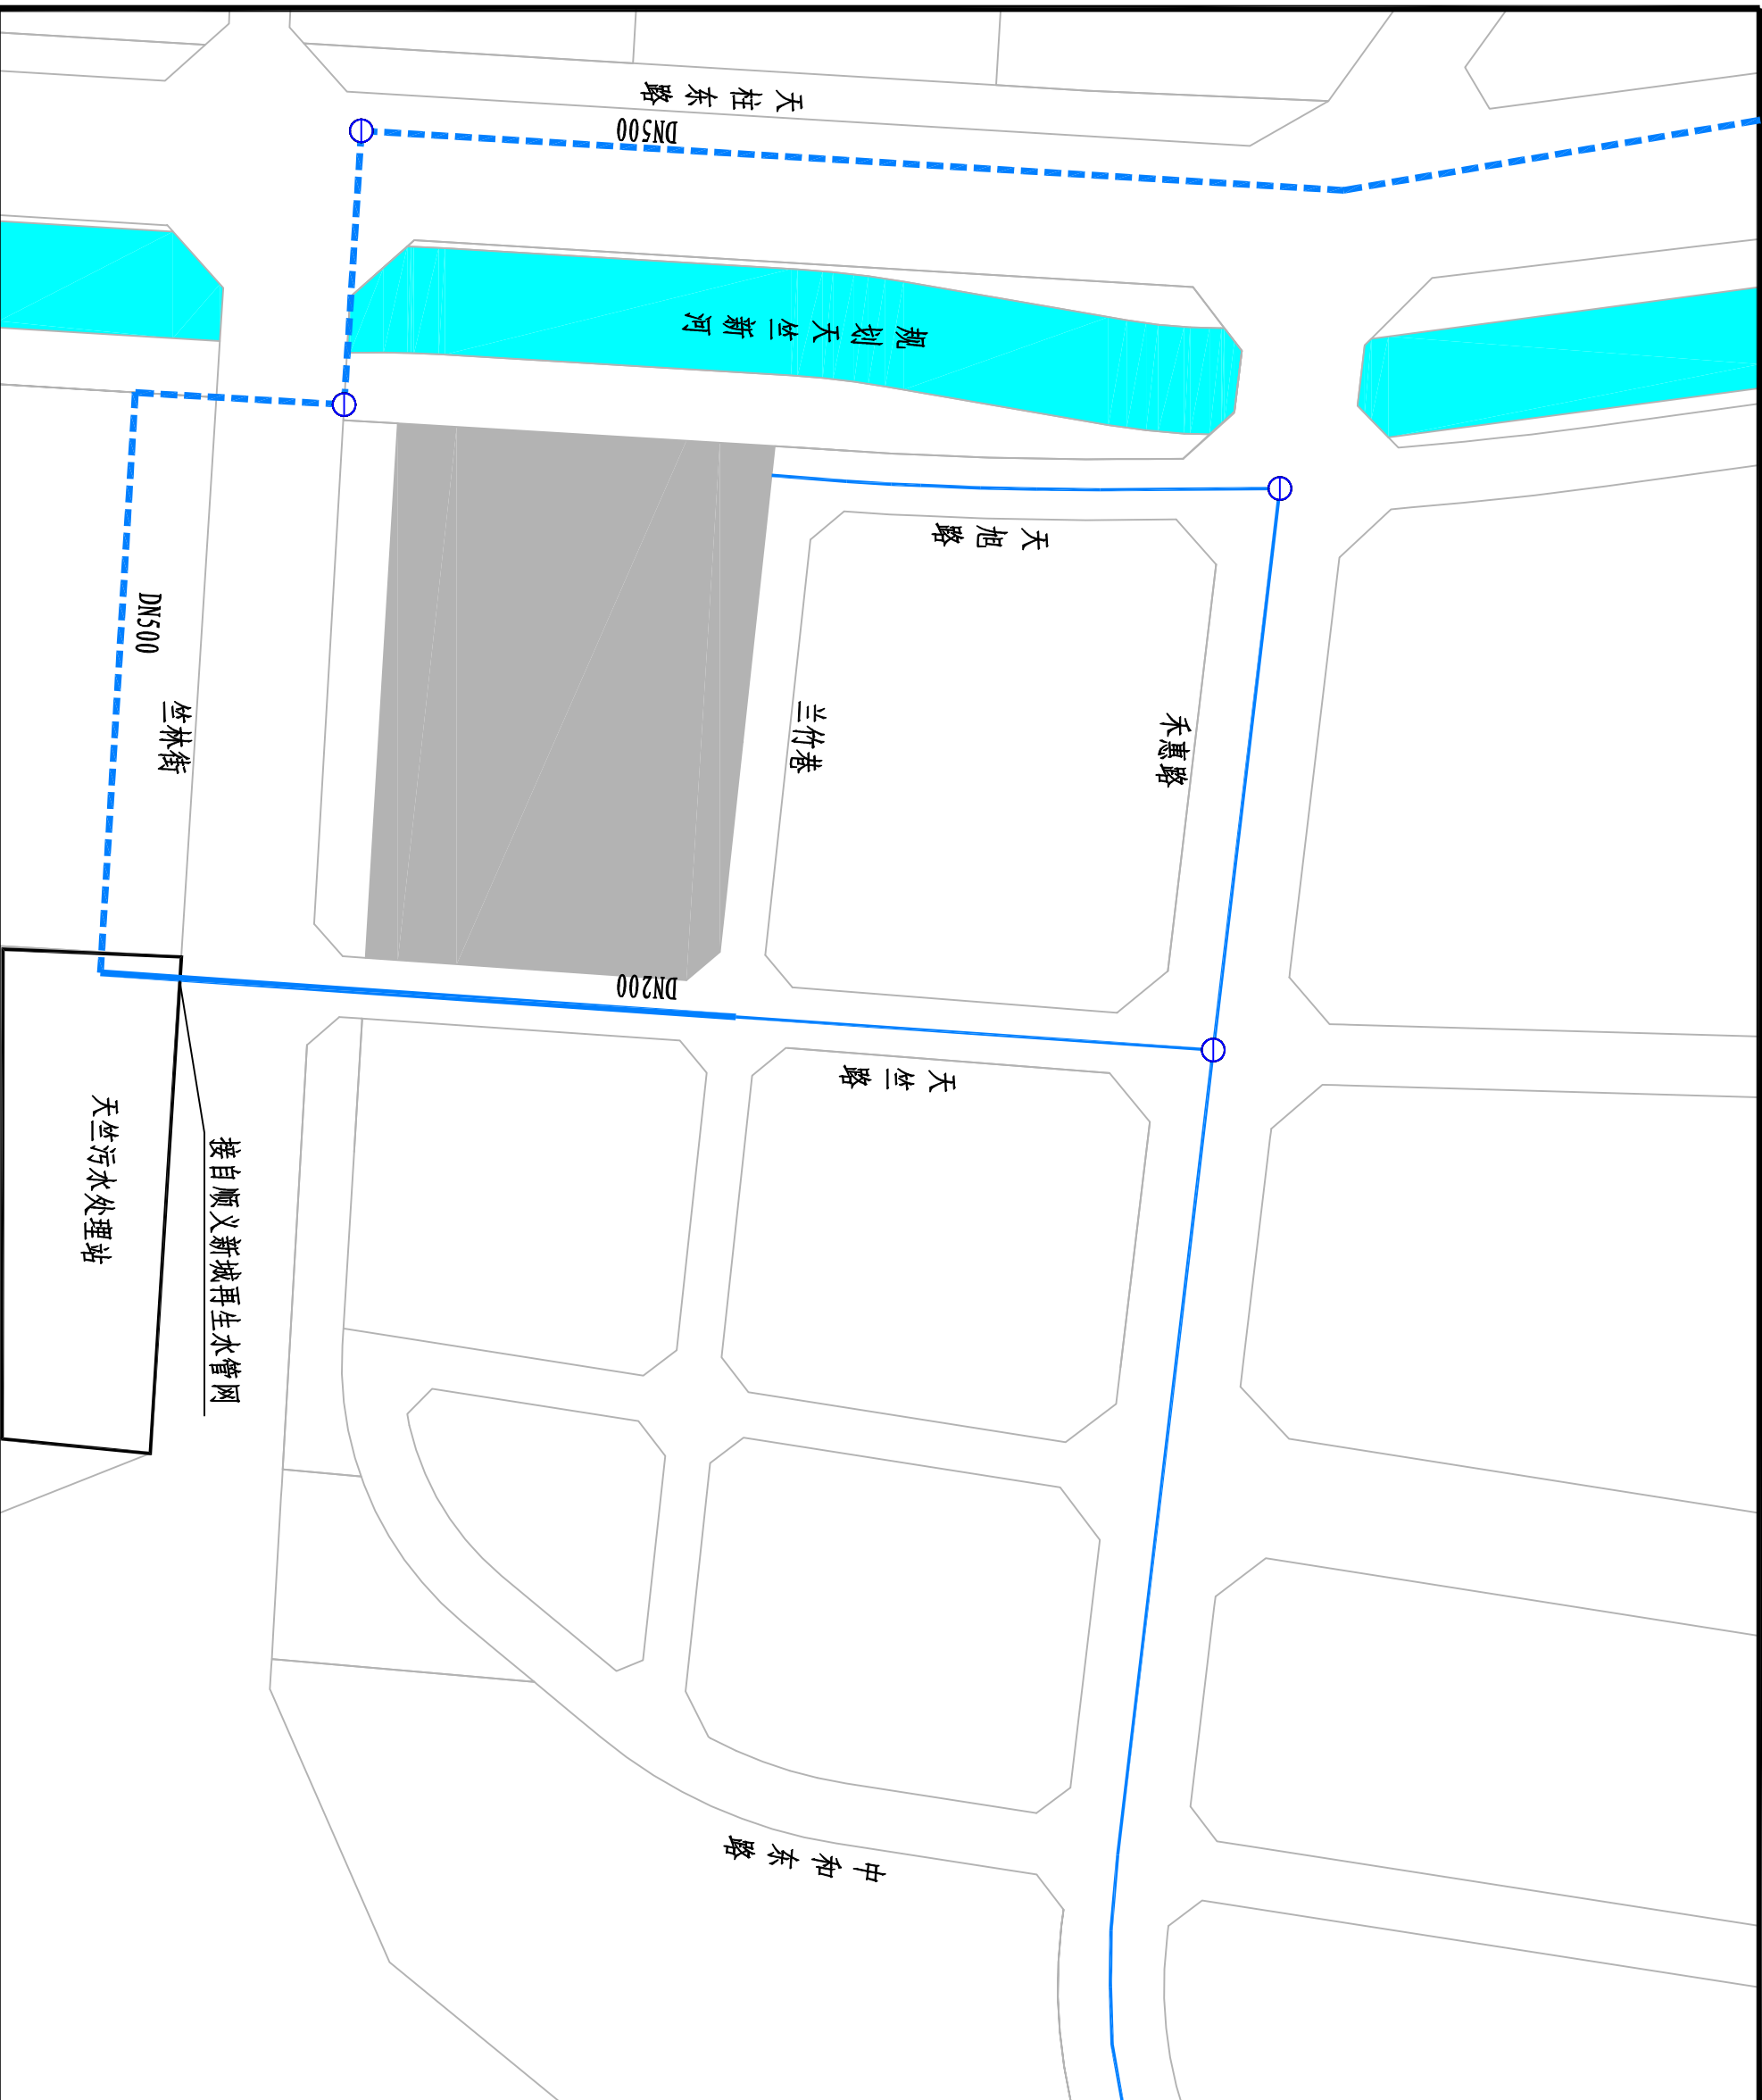 天柱东路
DN500
规划天竺新河
天旭路
DN500
竺林街
兰竹巷
禾惠路
DN200
天竺路
天竺污水处理站
接自顺义新城再生水管网
中和东路